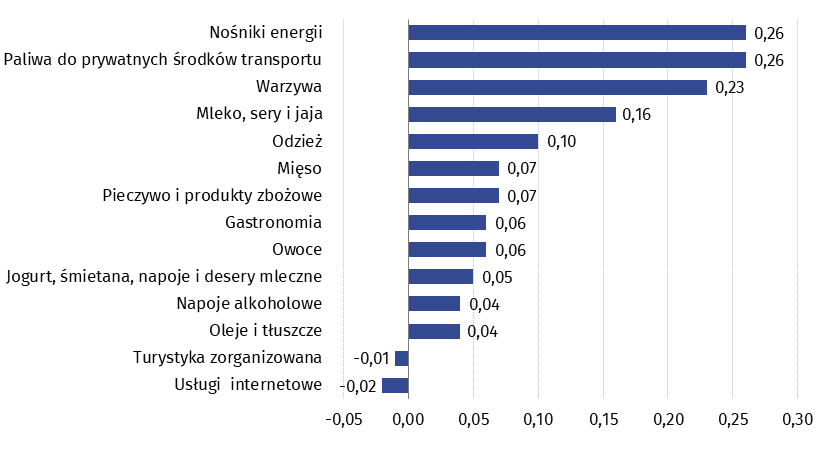 Nośniki energii 0,26
Paliwa do prywatnych środków transportu 0,26
Warzywa 0,23
Mleko, sery i jaja 0,16
Odzież 0,10
Mięso 0,07
Pieczywo i produkty zbożowe 0,07
Gastronomia 0,06
Owoce 0,06
Jogurt, śmietana, napoje i desery mleczne 0,05
Napoje alkoholowe 0,04
Oleje i tłuszcze 0,04
Turystyka zorganizowana -0,01
Usługi internetowe -0,02
-0,05 0,00 0,05 0,10 0,15 0,20 0,25 0,30